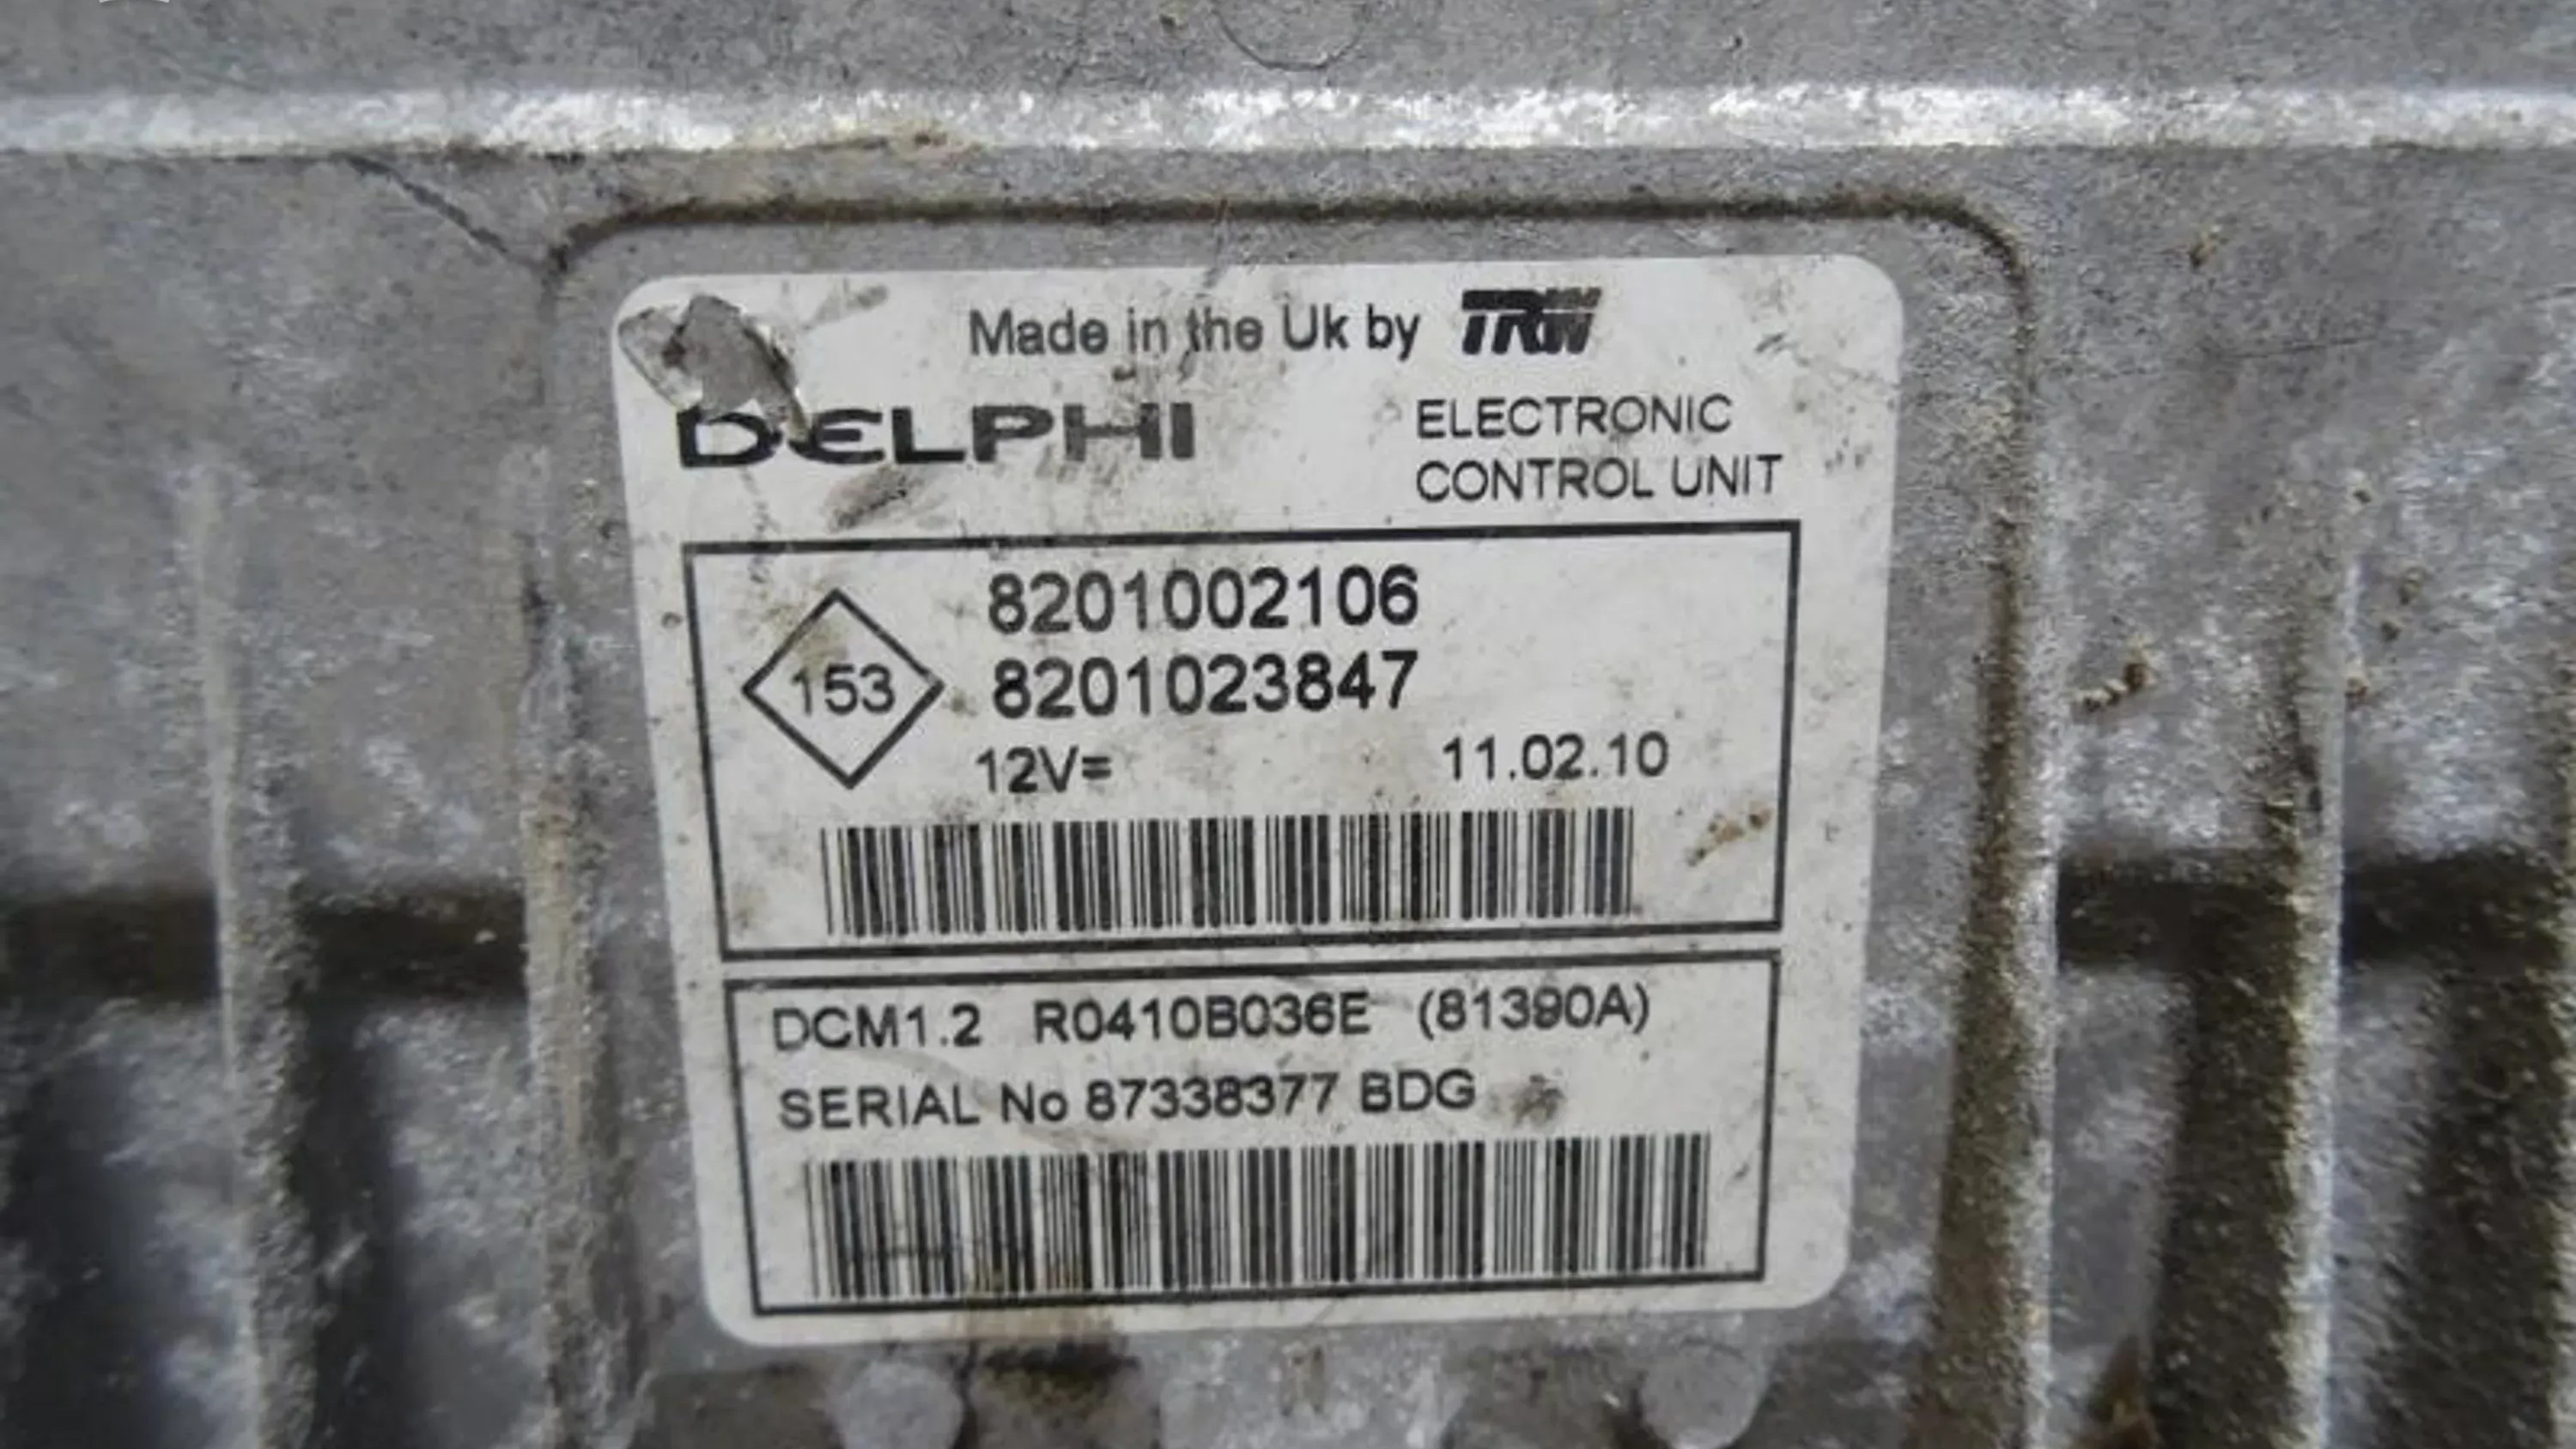 Made in the Uk by TRW
DELPHI
ELECTRONIC
CONTROL UNIT
8201002106
153
8201023847
12V= 11.02.10
DCM1.2 R0410B036E (81390A)
SERIAL No 87338377 BDG